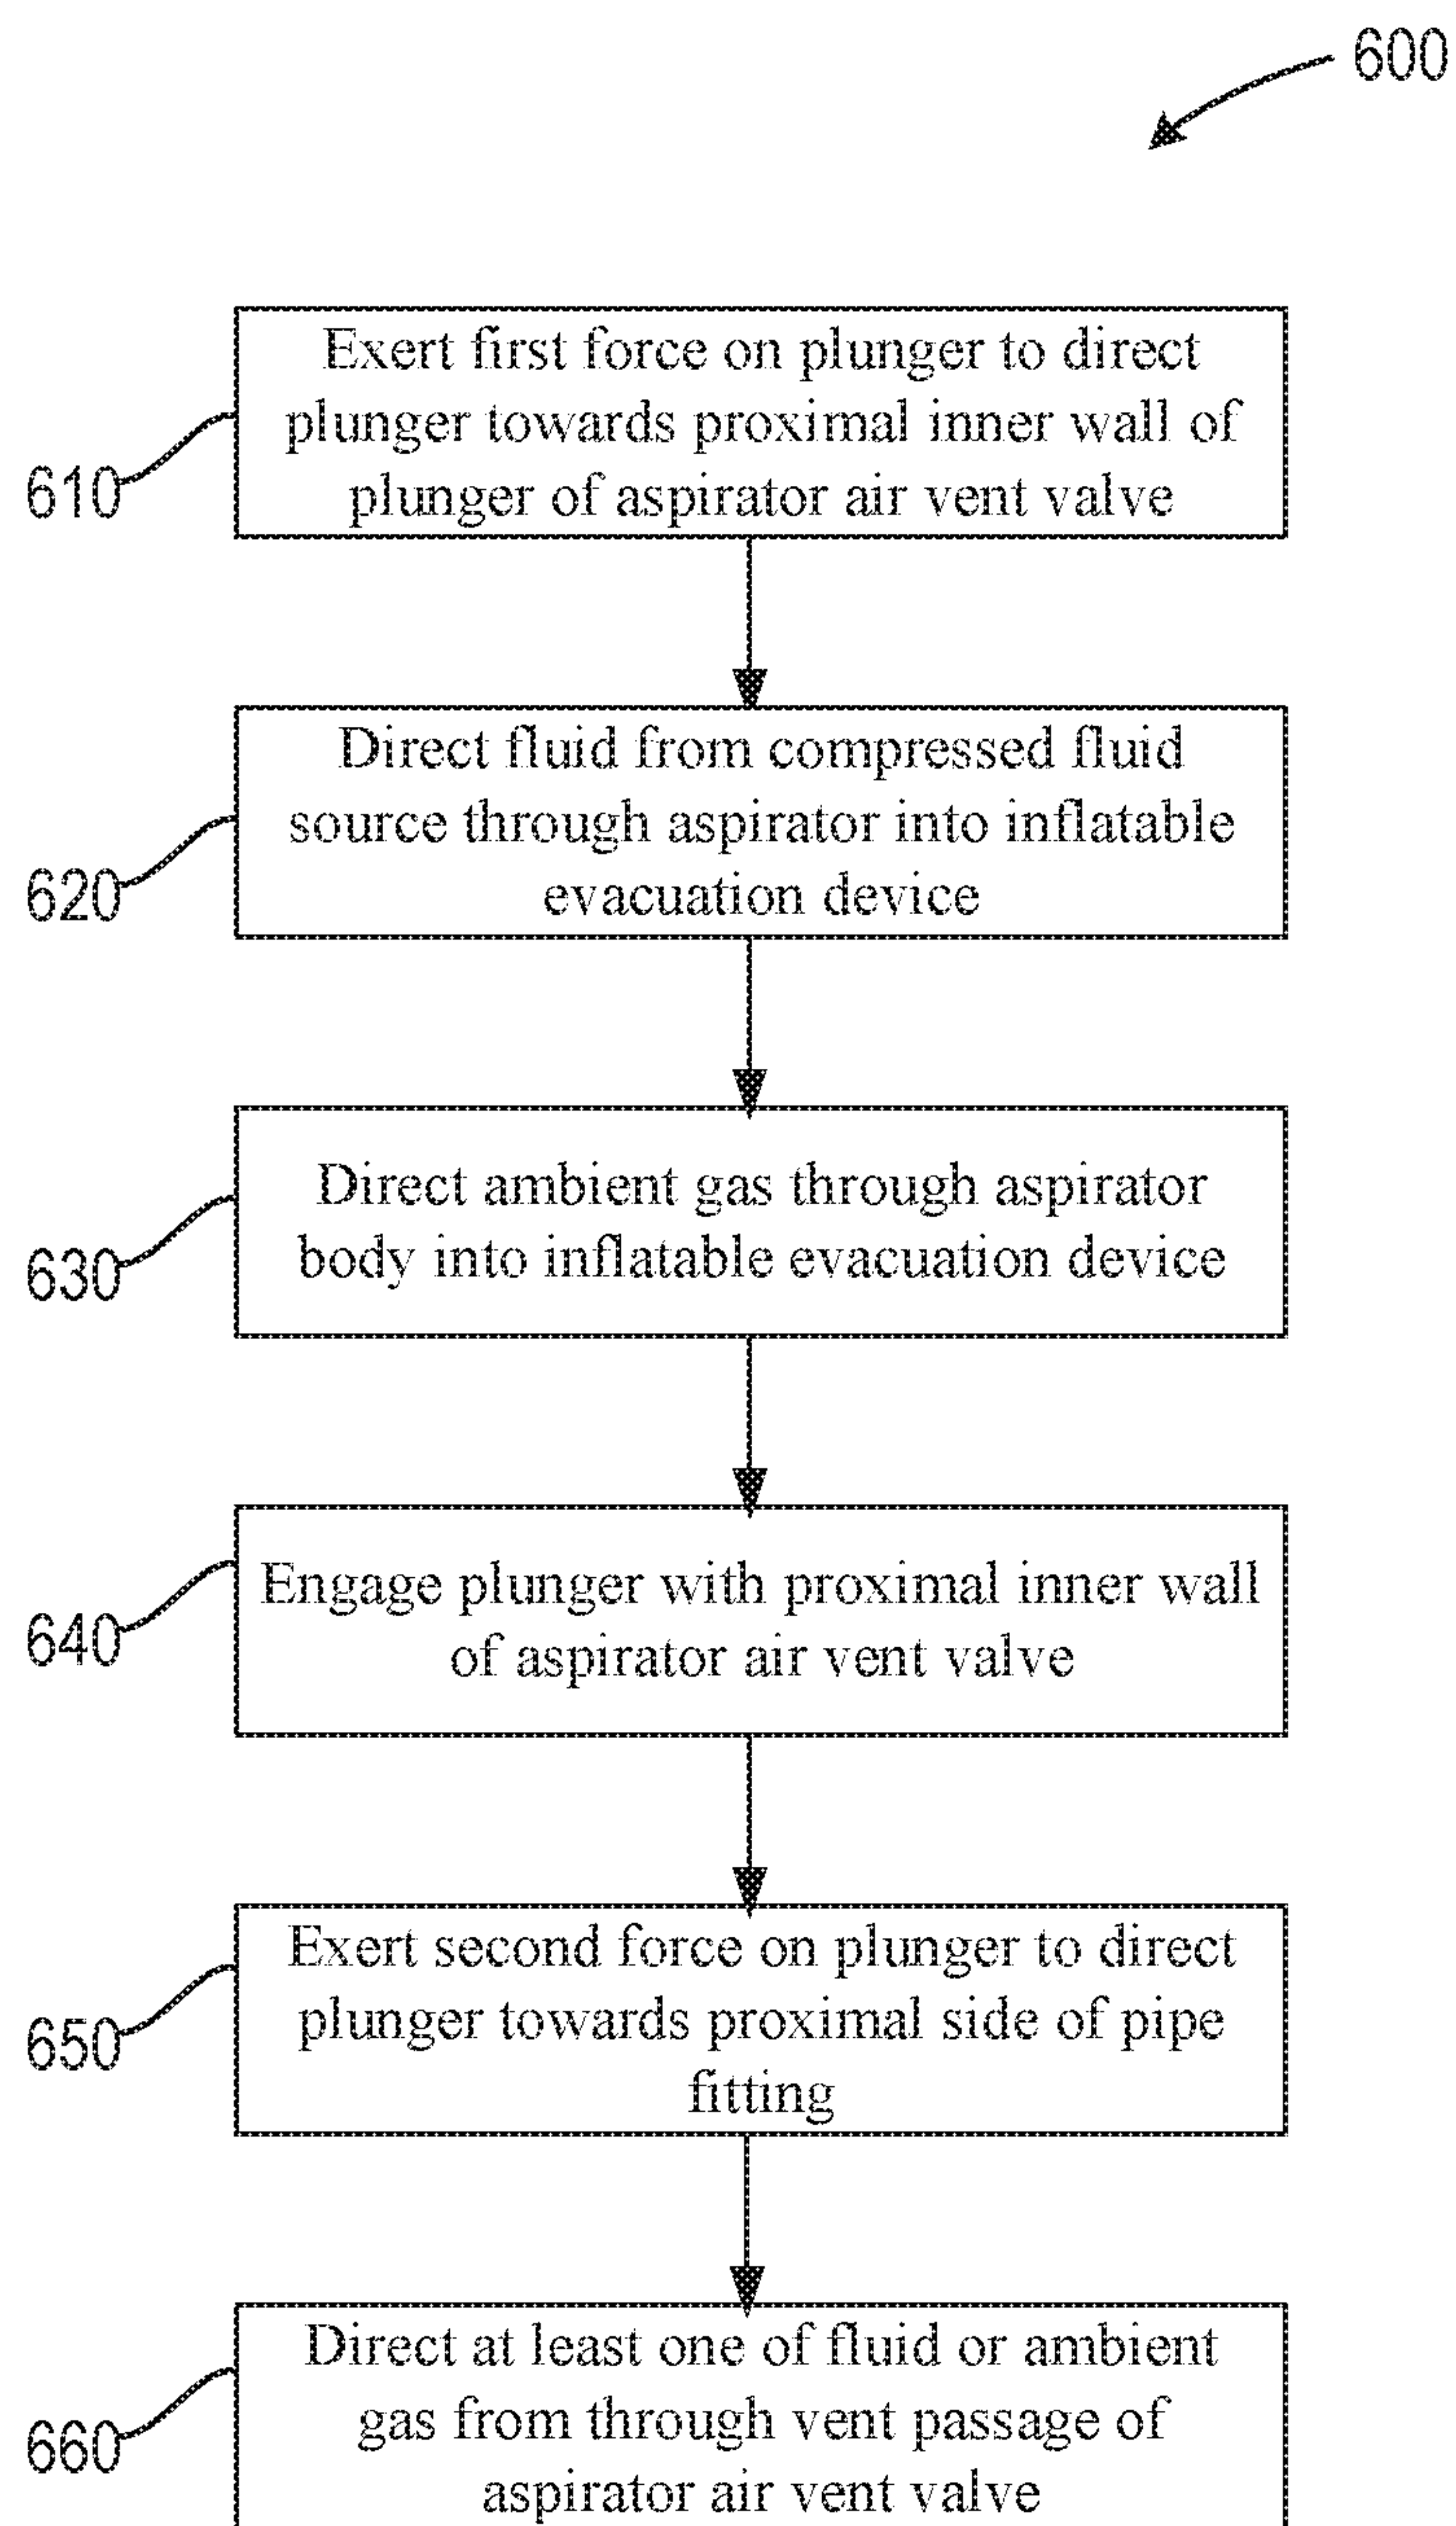 600
Exert first force on plunger to direct
plunger towards proximal inner wall of
plunger of aspirator air vent valve
610
Direct fluid from compressed fluid
source through aspirator into inflatable
evacuation device
620
Direct ambient gas through aspirator
body into inflatable evacuation device
630
Engage plunger with proximal inner wall
of aspirator air vent valve
640
Exert second force on plunger to direct
plunger towards proximal side of pipe
fitting
650
Direct at least one of fluid or ambient
gas from through vent passage of
aspirator air vent valve
660